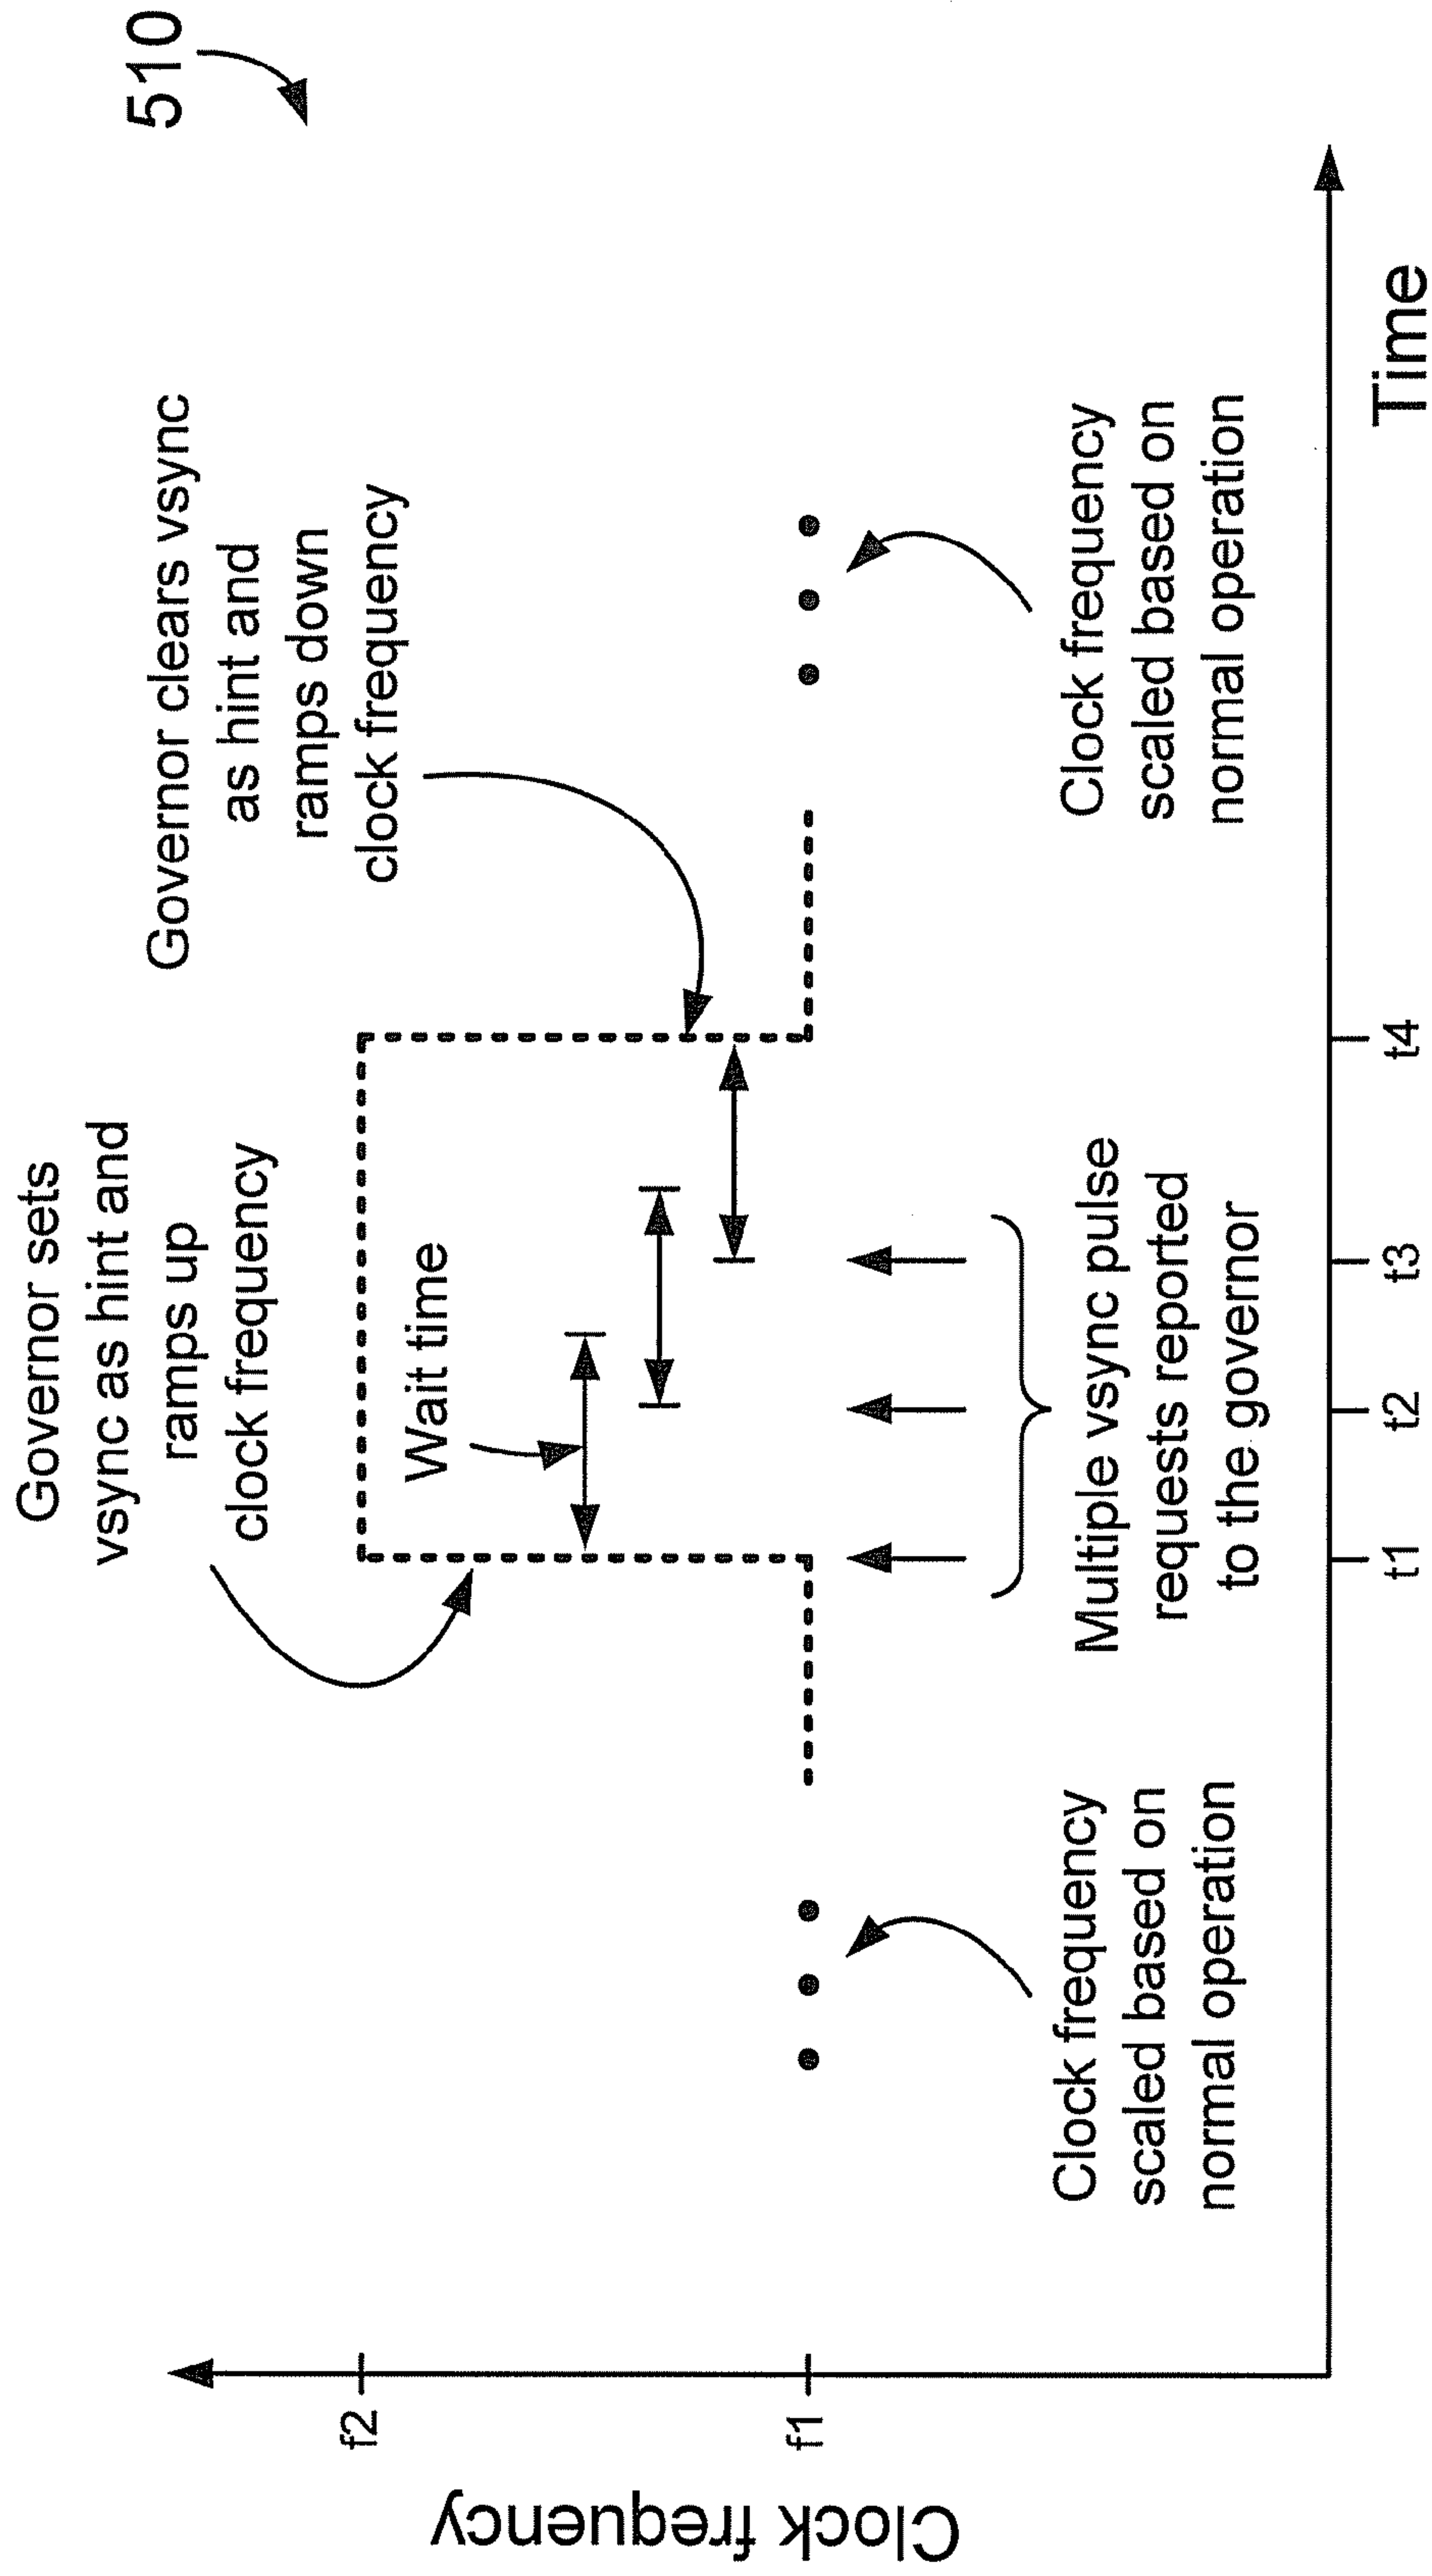 510
Governor sets
vsync as hint and
ramps up
clock frequency
Governor clears vsync
as hint and
ramps down
clock frequency
Clock frequency
f2
f1
Wait time
Clock frequency
scaled based on
normal operation
Multiple vsync pulse
requests reported
to the governor
Clock frequency
scaled based on
normal operation
t1
t2
t3
t4
Time